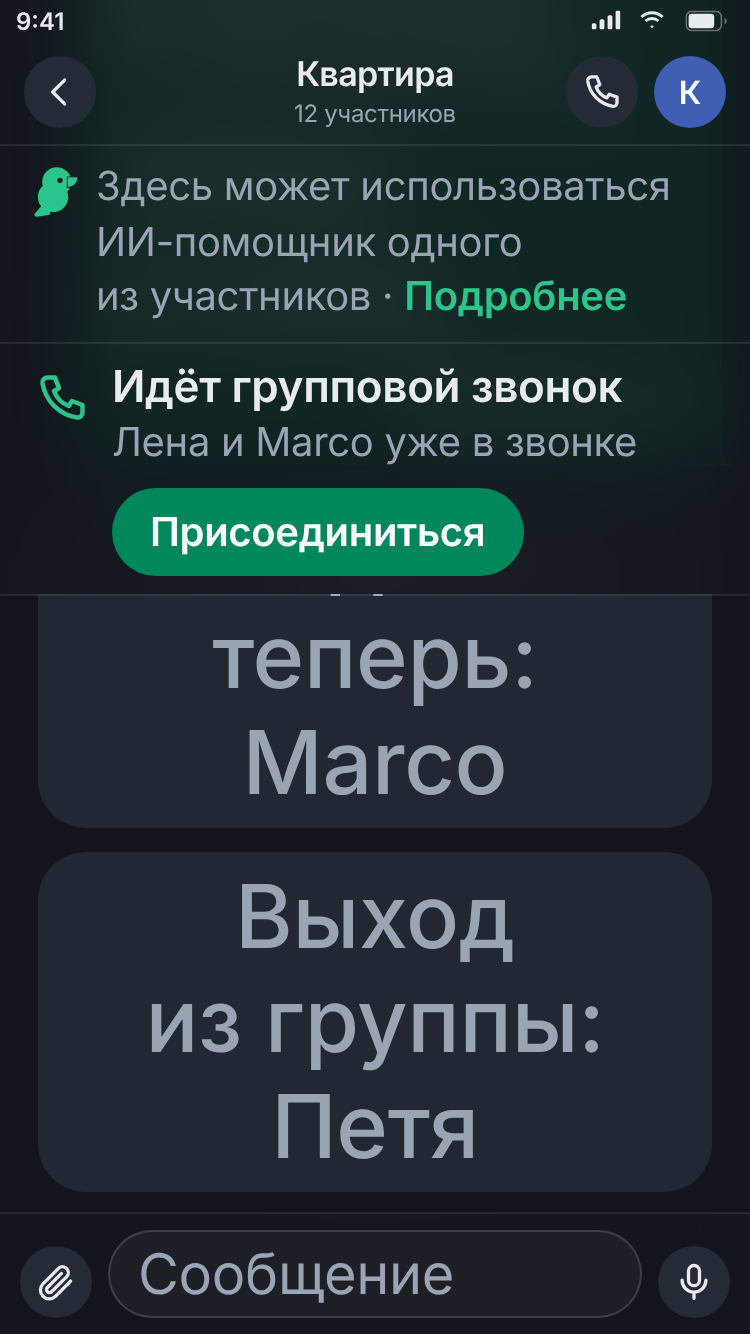 9:41
Квартира
12 участников
К
Здесь может использоваться
ИИ-помощник одного
из участников · Подробнее
Идёт групповой звонок
Лена и Marco уже в звонке
Присоединиться
теперь:
Marco
Выход
из группы:
Петя
Сообщение